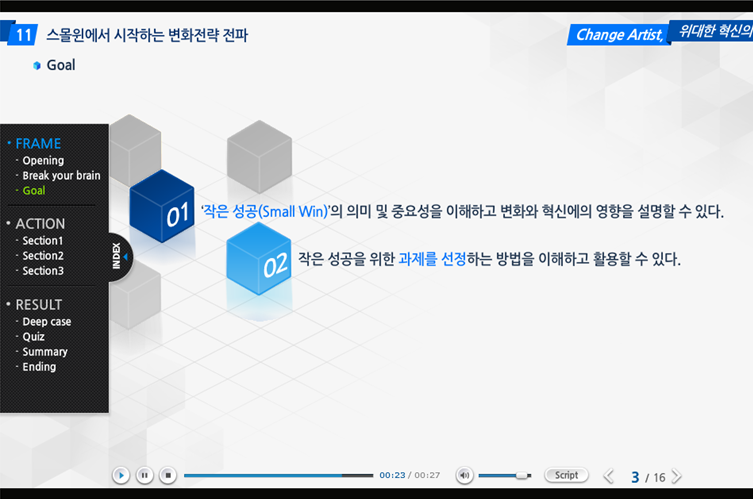 11 스몰윈에서 시작하는 변화전략 전파
Change Artist, 위대한 혁신의
Goal
FRAME
- Opening
- Break your brain
- Goal
ACTION
- Section1
- Section2
- Section3
RESULT
- Deep case
- Quiz
- Summary
- Ending
INDEX
01 '작은 성공(Small Win)'의 의미 및 중요성을 이해하고 변화와 혁신에의 영향을 설명할 수 있다.
02 작은 성공을 위한 과제를 선정하는 방법을 이해하고 활용할 수 있다.
00:23 / 00:27 Script 3 / 16